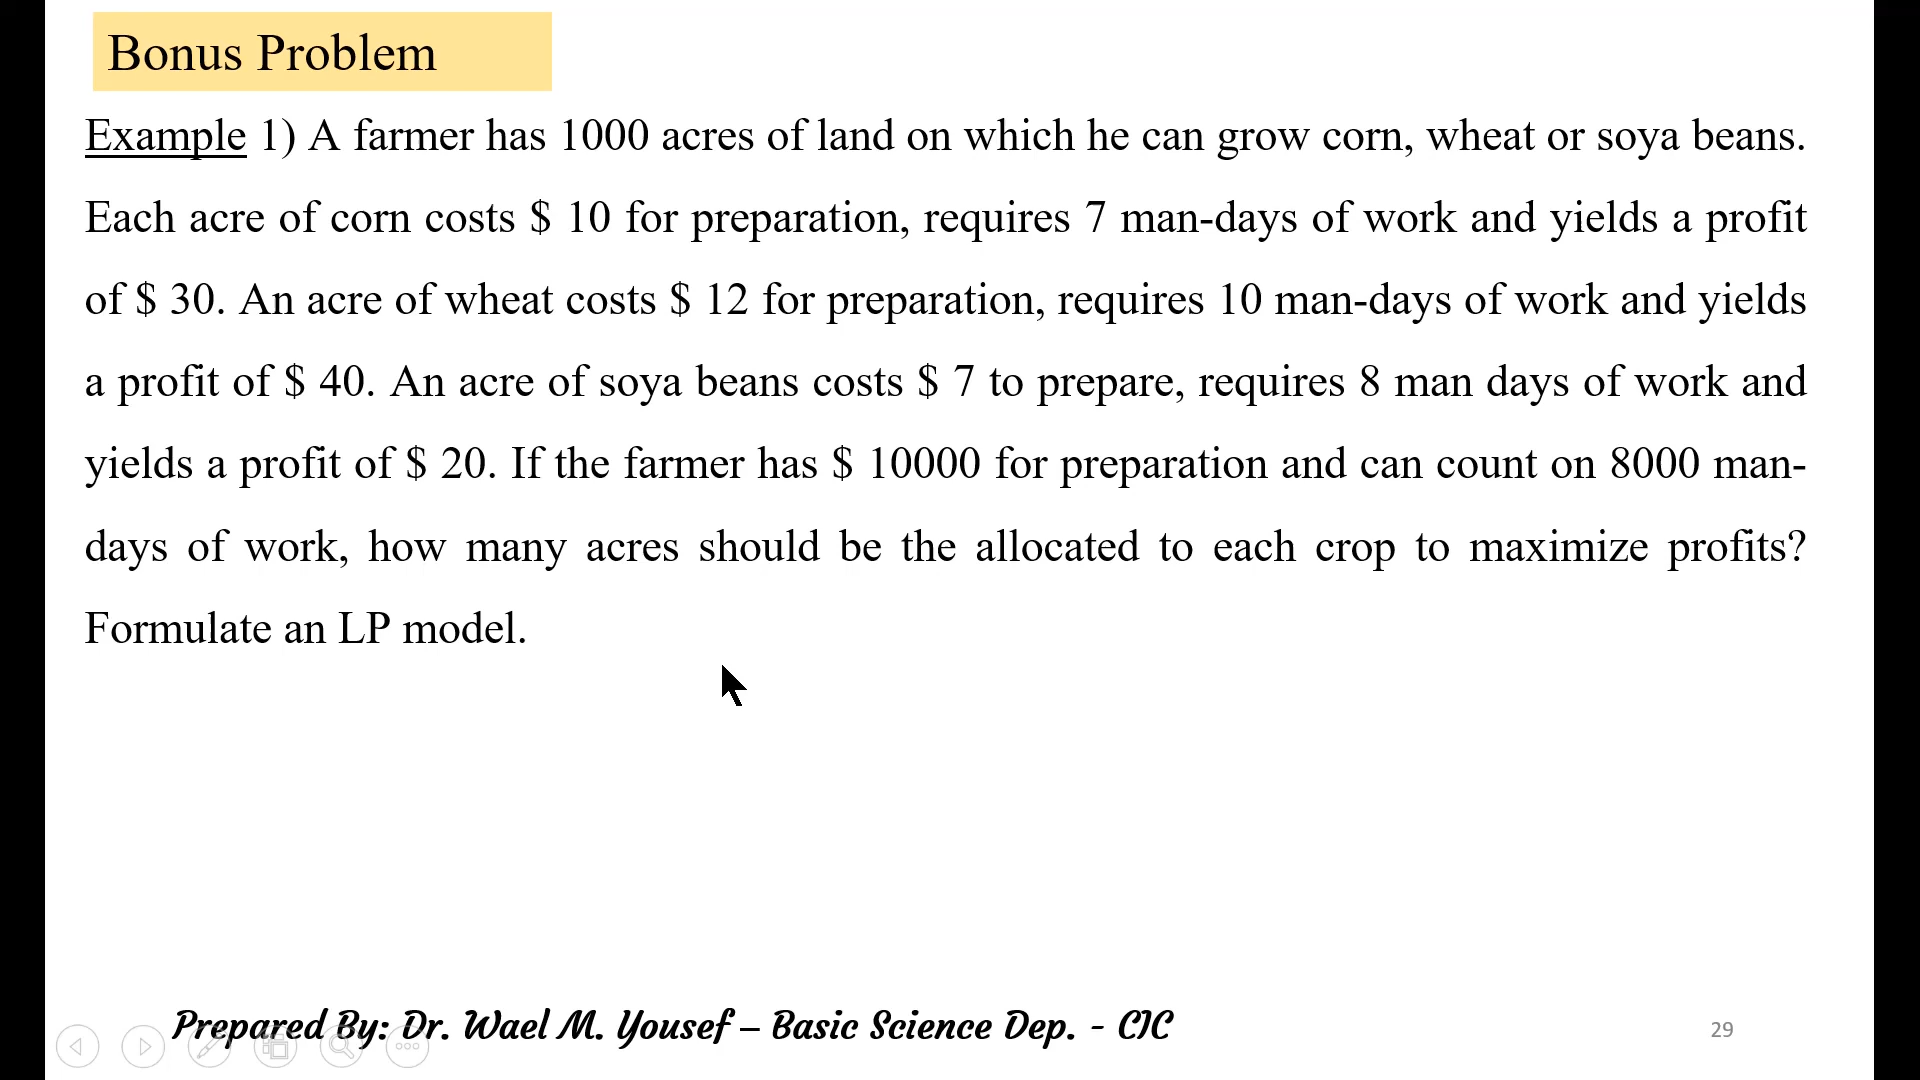 Bonus Problem
Example 1) A farmer has 1000 acres of land on which he can grow corn, wheat or soya beans.
Each acre of corn costs $ 10 for preparation, requires 7 man-days of work and yields a profit
of $ 30. An acre of wheat costs $ 12 for preparation, requires 10 man-days of work and yields
a profit of $ 40. An acre of soya beans costs $ 7 to prepare, requires 8 man days of work and
yields a profit of $ 20. If the farmer has $ 10000 for preparation and can count on 8000 man-
days of work, how many acres should be the allocated to each crop to maximize profits?
Formulate an LP model.
Prepared By: Dr. Wael M. Yousef – Basic Science Dep. - CIC
29